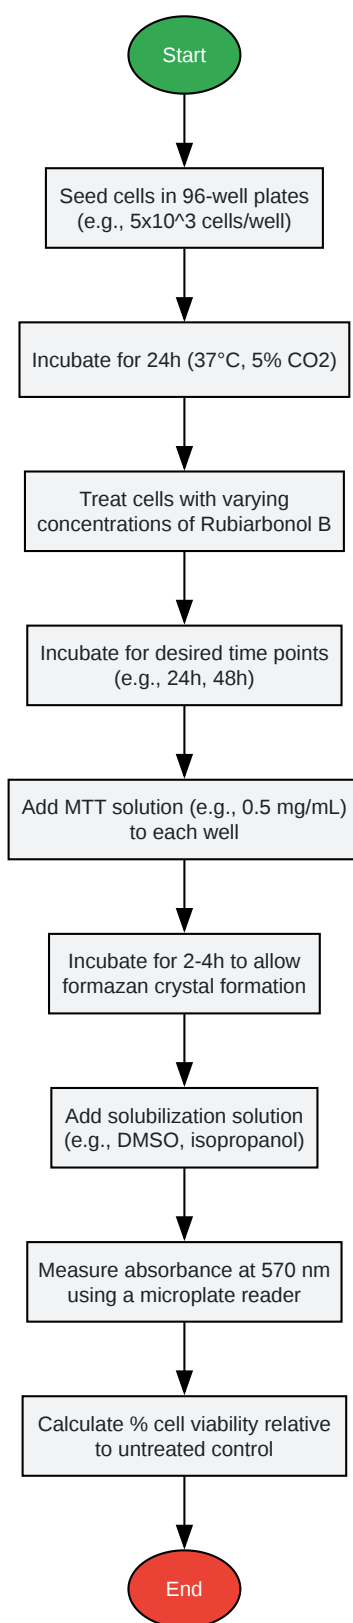 Start
Seed cells in 96-well plates
(e.g., 5x10^3 cells/well)
Incubate for 24h (37°C, 5% CO2)
Treat cells with varying
concentrations of Rubiarbonol B
Incubate for desired time points
(e.g., 24h, 48h)
Add MTT solution (e.g., 0.5 mg/mL)
to each well
Incubate for 2-4h to allow
formazan crystal formation
Add solubilization solution
(e.g., DMSO, isopropanol)
Measure absorbance at 570 nm
using a microplate reader
Calculate % cell viability relative
to untreated control
End